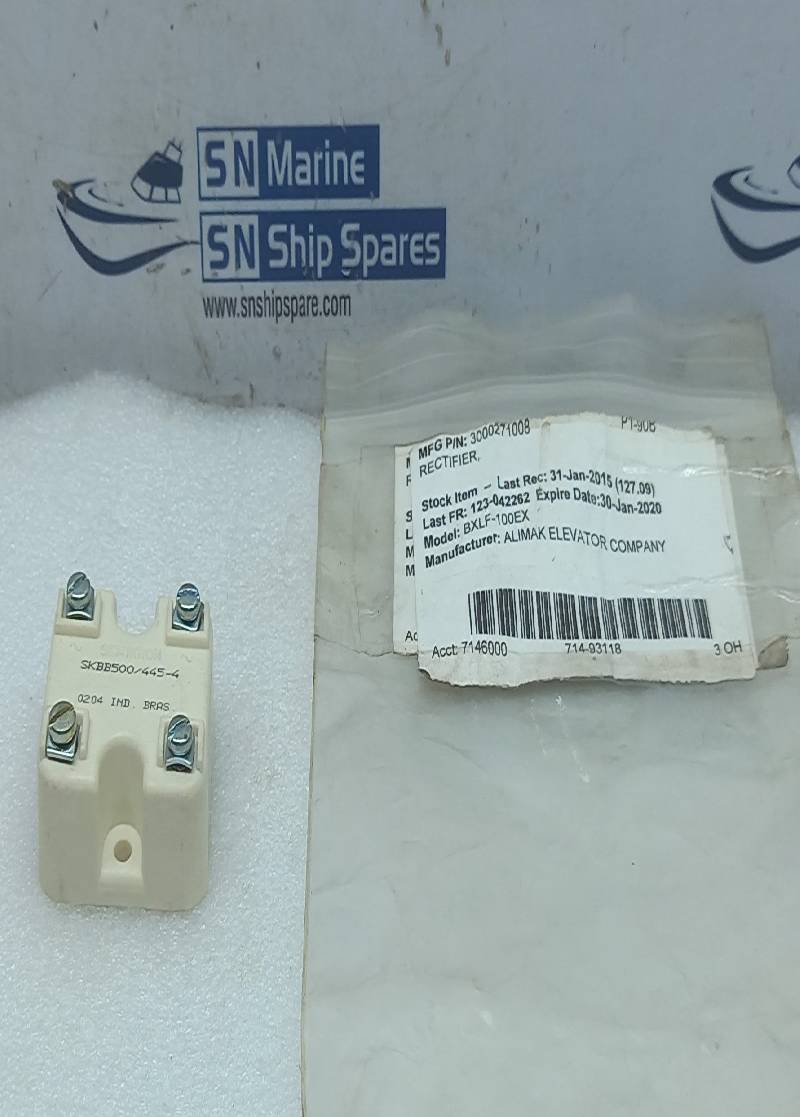 SN Marine
SN Ship Spares
www.snshipspare.com
MFG P/N: 3000271008
RECTIFIER,
Stock Item - Last Rec: 31-Jan-2015 (127.09)
Last FR: 123-042262 Expire Date:30-Jan-2020
Model: BXLF-100EX
Manufacturer: ALIMAK ELEVATOR COMPANY
Acct: 7146000
714-93118
3 OH
SKBB500/445-4
0204 IND. BRAS.